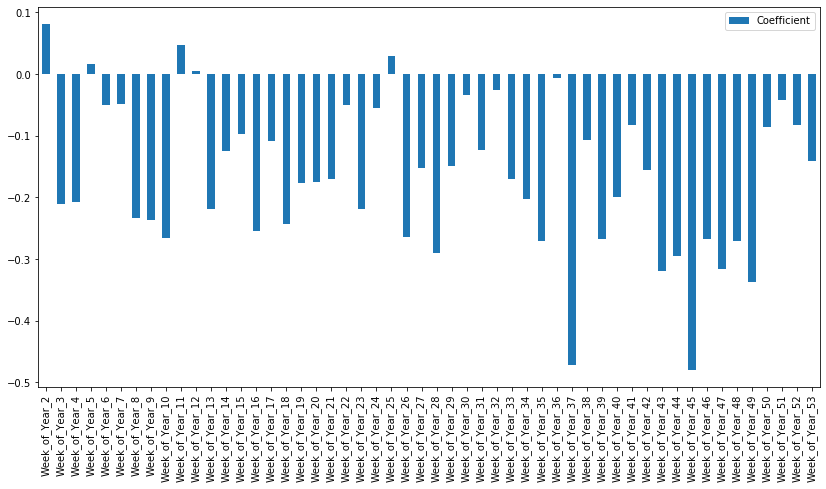 Coefficient
0.1
0.0
−0.1
−0.2
−0.3
−0.4
−0.5
Week_of_Year_2
Week_of_Year_3
Week_of_Year_4
Week_of_Year_5
Week_of_Year_6
Week_of_Year_7
Week_of_Year_8
Week_of_Year_9
Week_of_Year_10
Week_of_Year_11
Week_of_Year_12
Week_of_Year_13
Week_of_Year_14
Week_of_Year_15
Week_of_Year_16
Week_of_Year_17
Week_of_Year_18
Week_of_Year_19
Week_of_Year_20
Week_of_Year_21
Week_of_Year_22
Week_of_Year_23
Week_of_Year_24
Week_of_Year_25
Week_of_Year_26
Week_of_Year_27
Week_of_Year_28
Week_of_Year_29
Week_of_Year_30
Week_of_Year_31
Week_of_Year_32
Week_of_Year_33
Week_of_Year_34
Week_of_Year_35
Week_of_Year_36
Week_of_Year_37
Week_of_Year_38
Week_of_Year_39
Week_of_Year_40
Week_of_Year_41
Week_of_Year_42
Week_of_Year_43
Week_of_Year_44
Week_of_Year_45
Week_of_Year_46
Week_of_Year_47
Week_of_Year_48
Week_of_Year_49
Week_of_Year_50
Week_of_Year_51
Week_of_Year_52
Week_of_Year_53